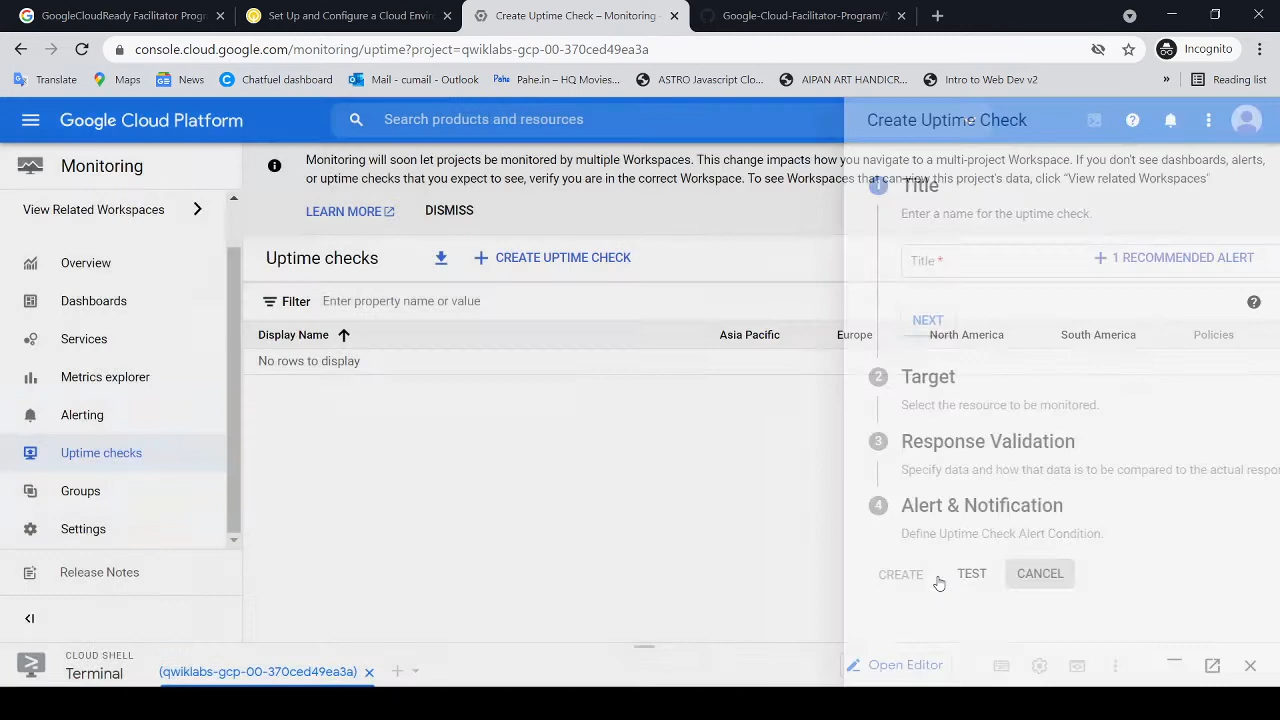 GoogleCloudReady Facilitator Progr
Set Up and Configure a Cloud Envir
Create Uptime Check – Monitoring -
Google-Cloud-Facilitator-Program/S
console.cloud.google.com/monitoring/uptime?project=qwiklabs-gcp-00-370ced49ea3a
Incognito
Translate
Maps
News
Chatfuel dashboard
Mail - cumail - Outlook
Pahe Pahe.in – HQ Movies...
ASTRO Javascript Clo...
AIPAN ART HANDICR...
Intro to Web Dev v2
»
Reading list
Google Cloud Platform
Search products and resources
Create Uptime Check
Monitoring
Monitoring will soon let projects be monitored by multiple Workspaces. This change impacts how you navigate to a multi-project Workspace. If you don't see dashboards, alerts,
or uptime checks that you expect to see, verify you are in the correct Workspace. To see Workspaces that can view this project's data, click "View related Workspaces"
LEARN MORE
DISMISS
View Related Workspaces
Overview
Dashboards
Services
Metrics explorer
Alerting
Uptime checks
Groups
Settings
Release Notes
Uptime checks
CREATE UPTIME CHECK
1 RECOMMENDED ALERT
Filter
Enter property name or value
Display Name
Asia Pacific
Europe
North America
South America
Policies
No rows to display
1 Title
Enter a name for the uptime check.
Title *
NEXT
2 Target
Select the resource to be monitored.
3 Response Validation
Specify data and how that data is to be compared to the actual respon
4 Alert & Notification
Define Uptime Check Alert Condition.
CREATE
TEST
CANCEL
CLOUD SHELL
Terminal
(qwiklabs-gcp-00-370ced49ea3a)
Open Editor